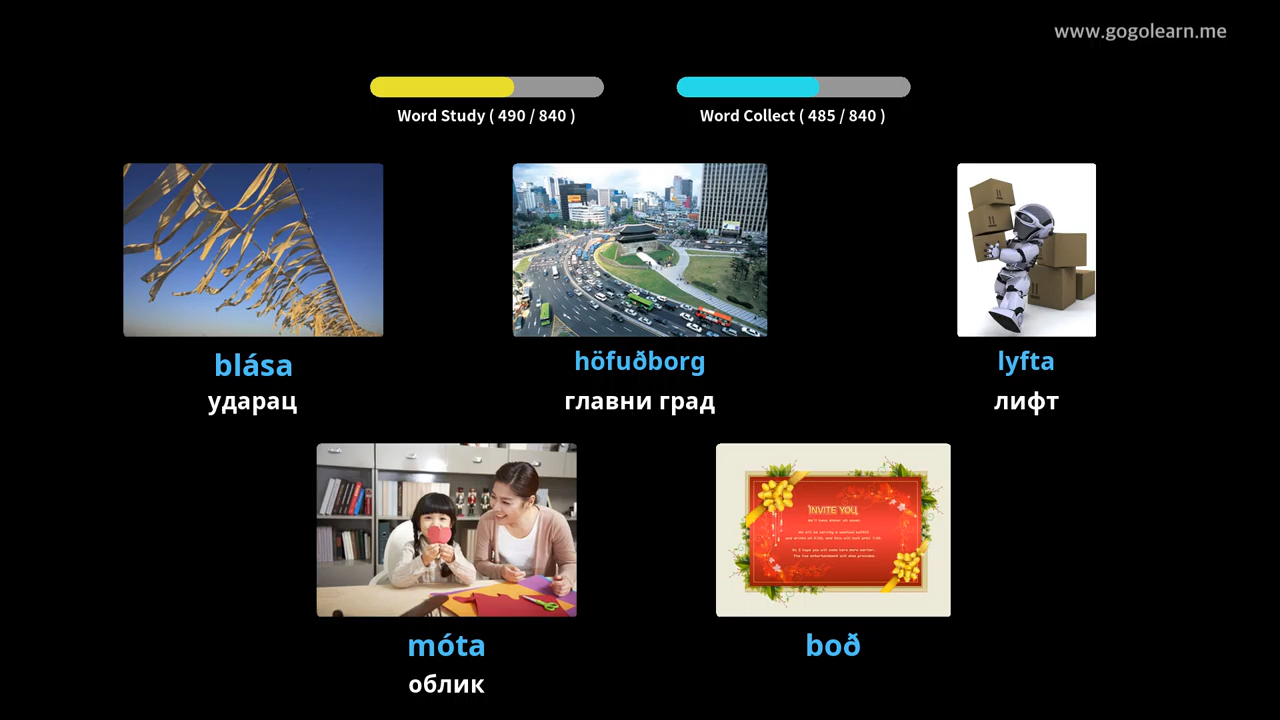 www.gogolearn.me
Word Study ( 490 / 840 )
Word Collect ( 485 / 840 )
blása
ударац
höfuðborg
главни град
lyfta
лифт
INVITE YOU
móta
облик
boð